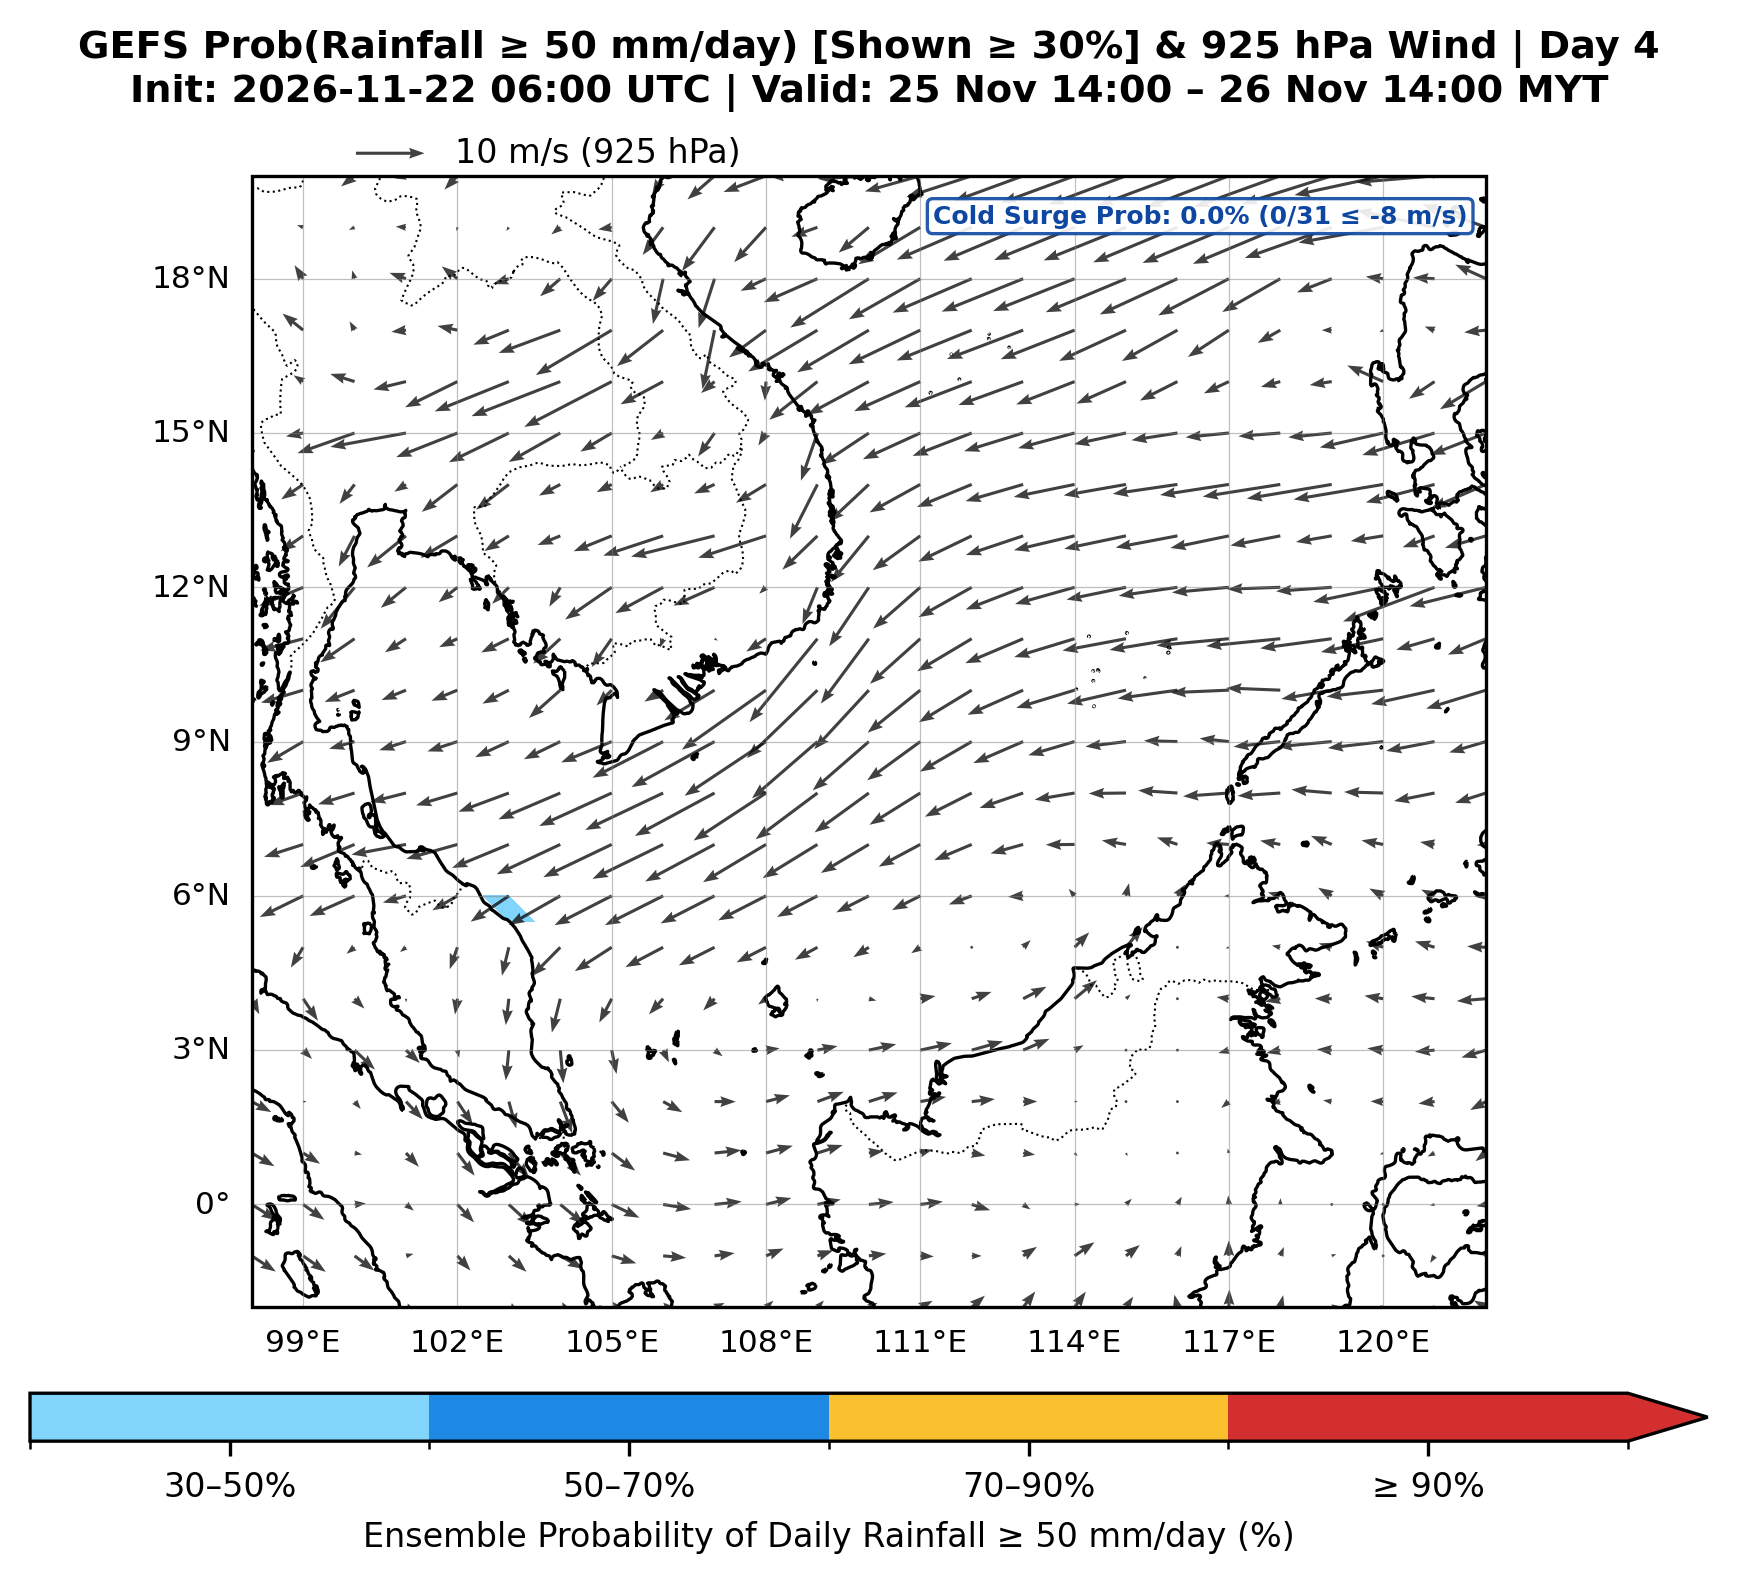 GEFS Prob(Rainfall ≥ 50 mm/day) [Shown ≥ 30%] & 925 hPa Wind | Day 4
Init: 2026-11-22 06:00 UTC | Valid: 25 Nov 14:00 – 26 Nov 14:00 MYT
10 m/s (925 hPa)
Cold Surge Prob: 0.0% (0/31 ≤ -8 m/s)
18°N
15°N
12°N
9°N
6°N
3°N
0°
99°E 102°E 105°E 108°E 111°E 114°E 117°E 120°E
30–50% 50–70% 70–90% ≥ 90%
Ensemble Probability of Daily Rainfall ≥ 50 mm/day (%)